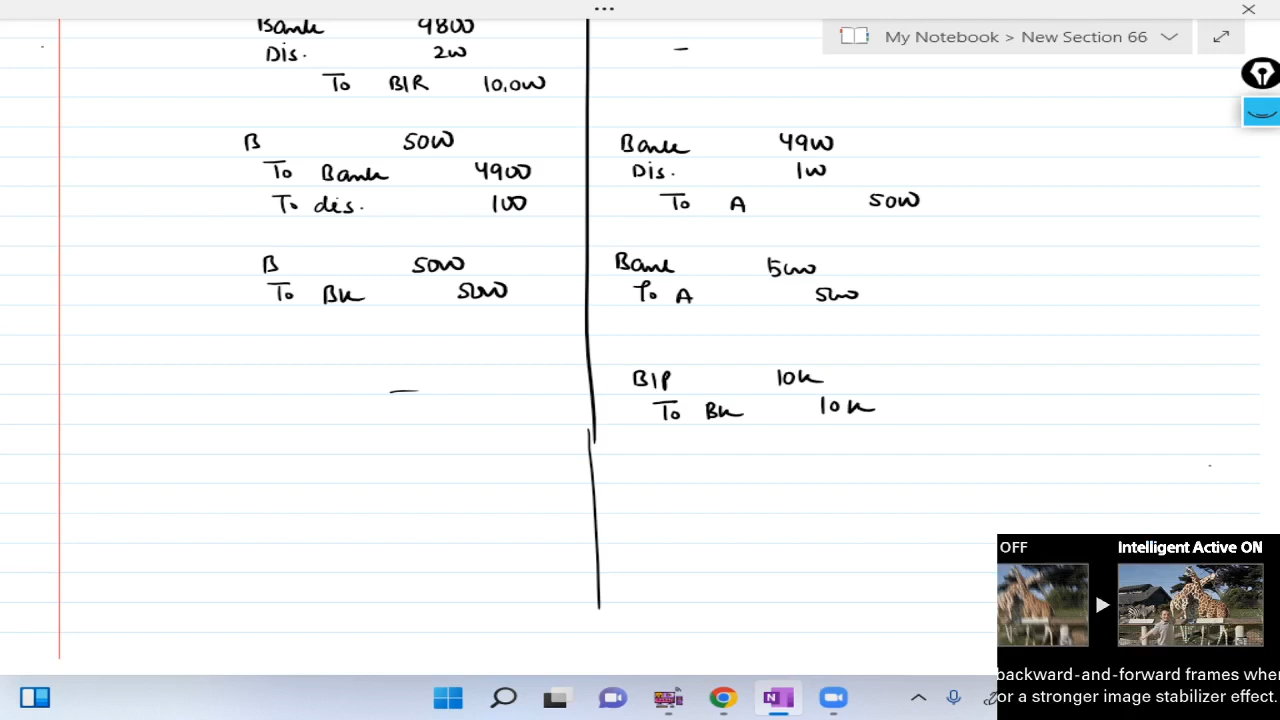 My Notebook > New Section 66
Bank 9800
Dis. 200
To B/R 10,000
—
B 5000
To Bank 4900
To dis. 100
Bank 4900
Dis. 100
To A 5000
B 5000
To Bk 5000
Bank 5000
To A 5000
—
B/P 10k
To Bk 10k
OFF
Intelligent Active ON
backward-and-forward frames when
or a stronger image stabilizer effect.